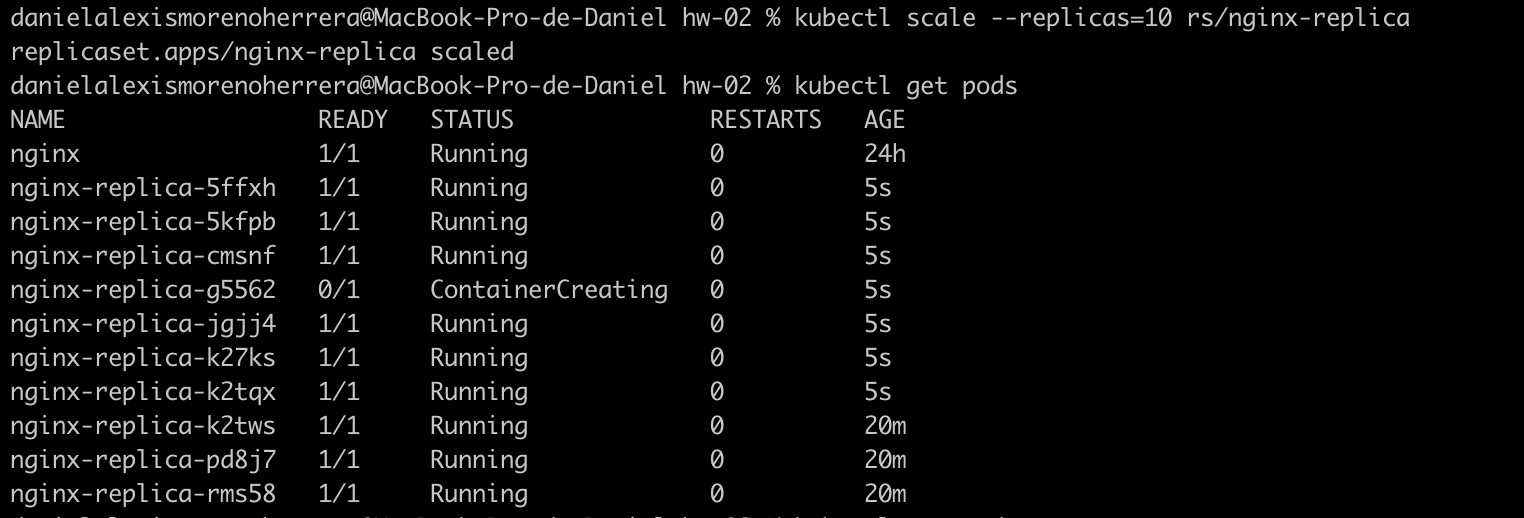 danielalexismorenoherrera@MacBook-Pro-de-Daniel hw-02 % kubectl scale --replicas=10 rs/nginx-replica
replicaset.apps/nginx-replica scaled
danielalexismorenoherrera@MacBook-Pro-de-Daniel hw-02 % kubectl get pods
NAME READY STATUS RESTARTS AGE
nginx 1/1 Running 0 24h
nginx-replica-5ffxh 1/1 Running 0 5s
nginx-replica-5kfpb 1/1 Running 0 5s
nginx-replica-cmsnf 1/1 Running 0 5s
nginx-replica-g5562 0/1 ContainerCreating 0 5s
nginx-replica-jgjj4 1/1 Running 0 5s
nginx-replica-k27ks 1/1 Running 0 5s
nginx-replica-k2tqx 1/1 Running 0 5s
nginx-replica-k2tws 1/1 Running 0 20m
nginx-replica-pd8j7 1/1 Running 0 20m
nginx-replica-rms58 1/1 Running 0 20m